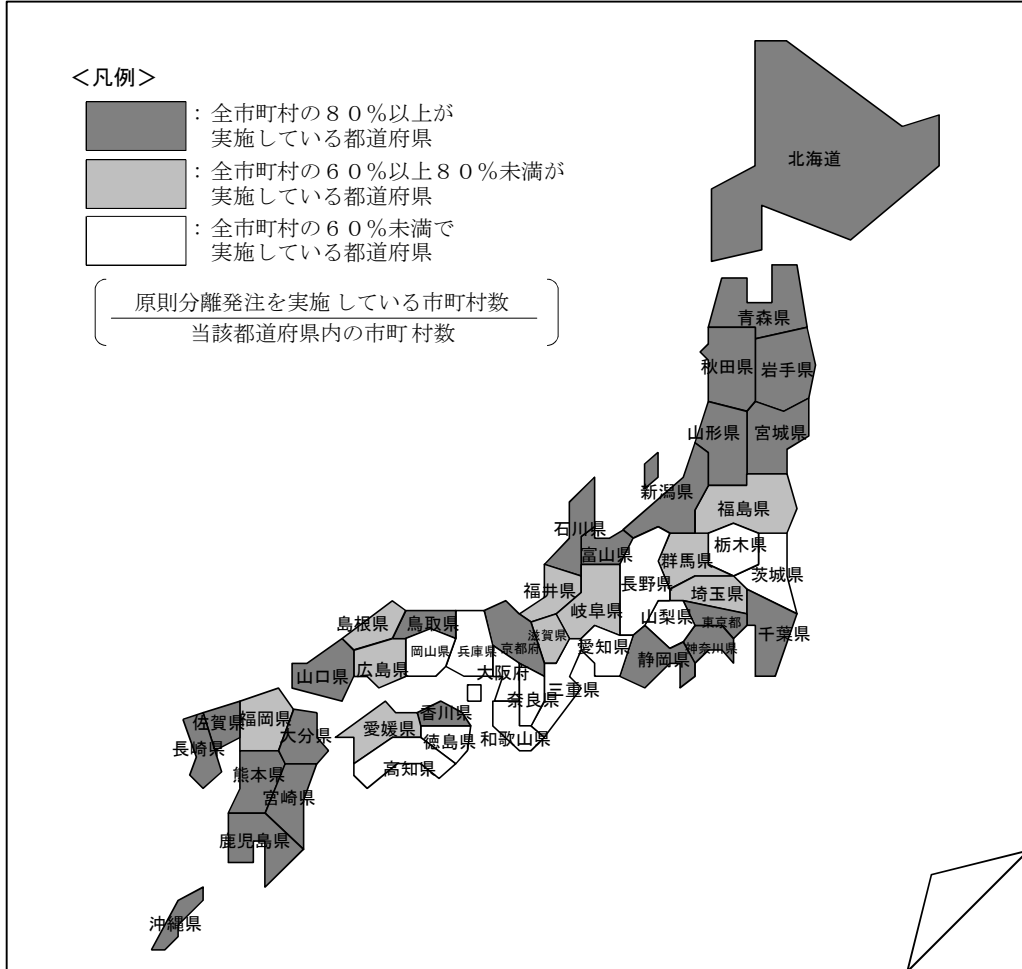 ＜凡例＞
：全市町村の８０％以上が
実施している都道府県
：全市町村の６０％以上８０％未満が
実施している都道府県
：全市町村の６０％未満で
実施している都道府県
原則分離発注を実施している市町村数
当該都道府県内の市町村数
北海道
青森県
秋田県
岩手県
山形県
宮城県
新潟県
福島県
石川県
富山県
栃木県
群馬県
茨城県
長野県
福井県
岐阜県
埼玉県
山梨県
東京都
千葉県
島根県
鳥取県
滋賀県
京都府
愛知県
静岡県
神奈川県
岡山県
兵庫県
広島県
山口県
大阪府
奈良県
三重県
香川県
佐賀県
福岡県
愛媛県
大分県
徳島県
和歌山県
長崎県
高知県
熊本県
宮崎県
鹿児島県
沖縄県